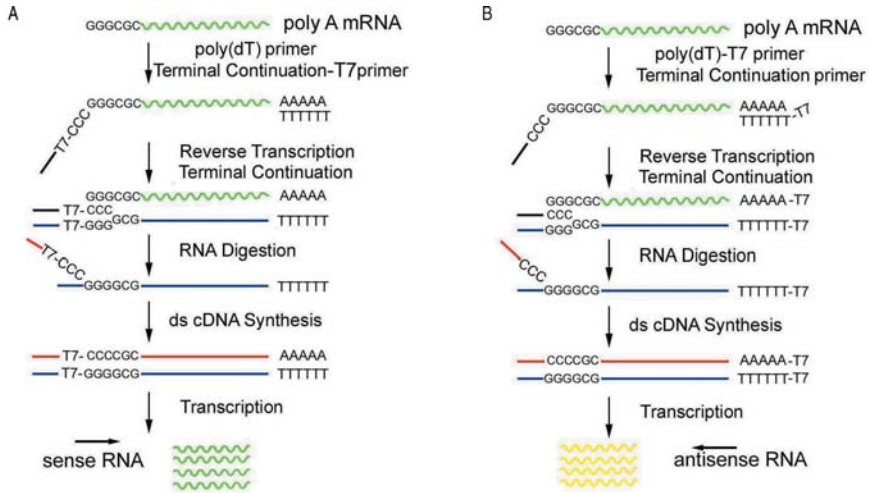 A
GGGCGC poly A mRNA
poly(dT) primer
Terminal Continuation-T7primer
GGGCGC AAAAA
TTTTTT
T7-CCC
Reverse Transcription
Terminal Continuation
GGGCGC AAAAA
T7- CCC
T7-GGG GCG TTTTTT
RNA Digestion
T7-CCC
GGGGCG TTTTTT
ds cDNA Synthesis
T7- CCCCGC AAAAA
T7-GGGGCG TTTTTT
Transcription
sense RNA
B
GGGCGC poly A mRNA
poly(dT)-T7 primer
Terminal Continuation primer
GGGCGC AAAAA
TTTTTT-T7
CCC
Reverse Transcription
Terminal Continuation
GGGCGC AAAAA -T7
CCC
GGG GCG TTTTTT-T7
RNA Digestion
CCC
GGGGCG TTTTTT-T7
ds cDNA Synthesis
CCCCGC AAAAA -T7
GGGGCG TTTTTT-T7
Transcription
antisense RNA